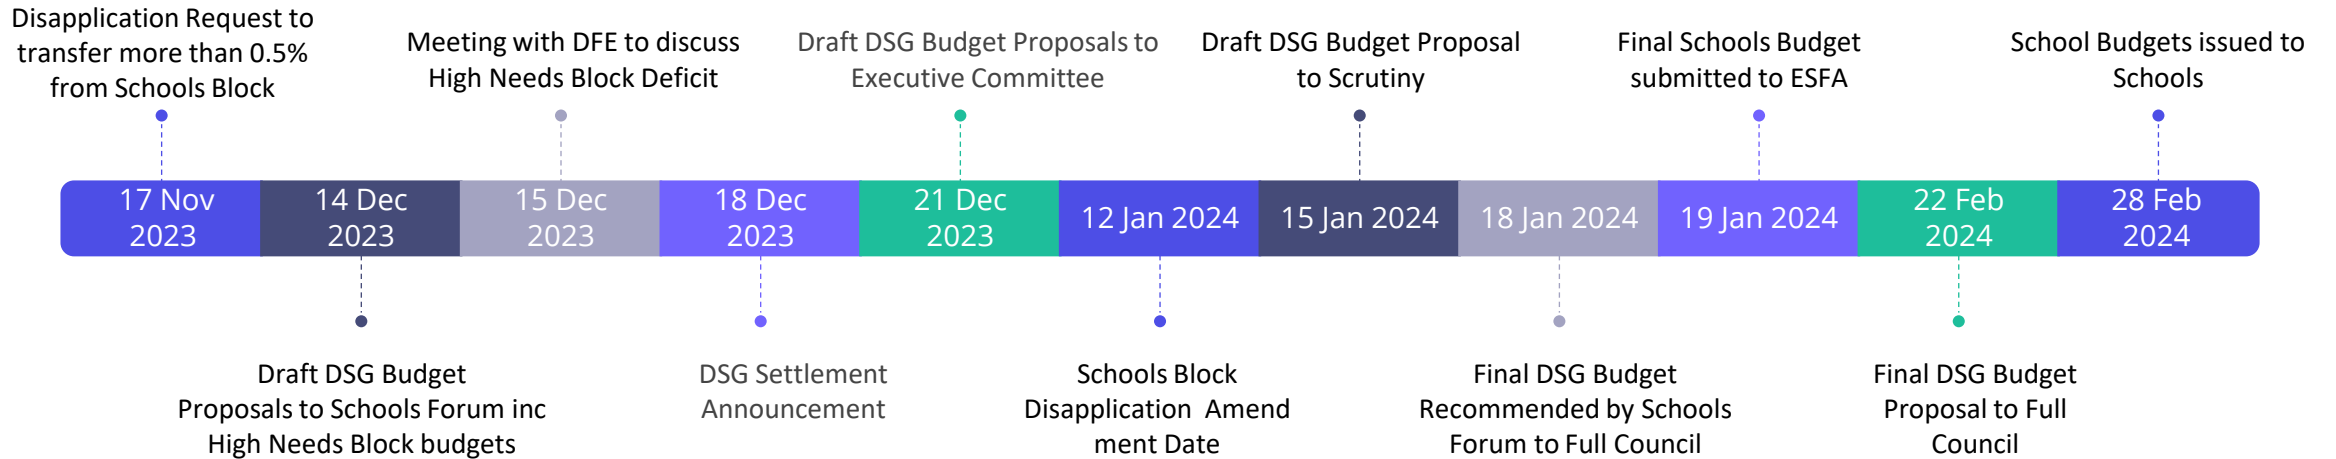 Disapplication Request to
transfer more than 0.5%
from Schools Block
Meeting with DFE to discuss
High Needs Block Deficit
Draft DSG Budget Proposals to
Executive Committee
Draft DSG Budget Proposal
to Scrutiny
Final Schools Budget
submitted to ESFA
School Budgets issued to
Schools
17 Nov
2023
14 Dec
2023
15 Dec
2023
18 Dec
2023
21 Dec
2023
12 Jan 2024
15 Jan 2024
18 Jan 2024
19 Jan 2024
22 Feb
2024
28 Feb
2024
Draft DSG Budget
Proposals to Schools Forum inc
High Needs Block budgets
DSG Settlement
Announcement
Schools Block
Disapplication  Amend
ment Date
Final DSG Budget
Recommended by Schools
Forum to Full Council
Final DSG Budget
Proposal to Full
Council